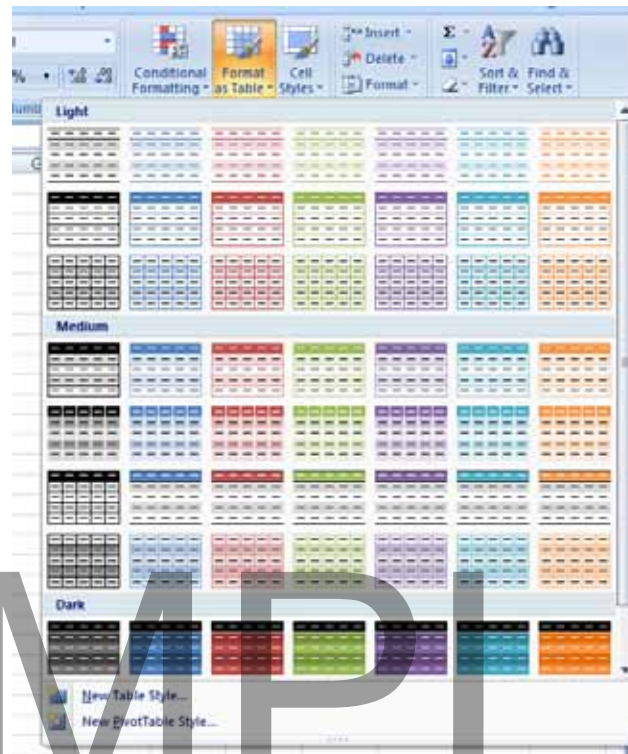 Insert
Delete
Format
Conditional Formatting
Format as Table
Cell Styles
Σ
Sort & Filter
Find & Select
%
Light
Medium
Dark
New Table Style...
New PivotTable Style...
MPI